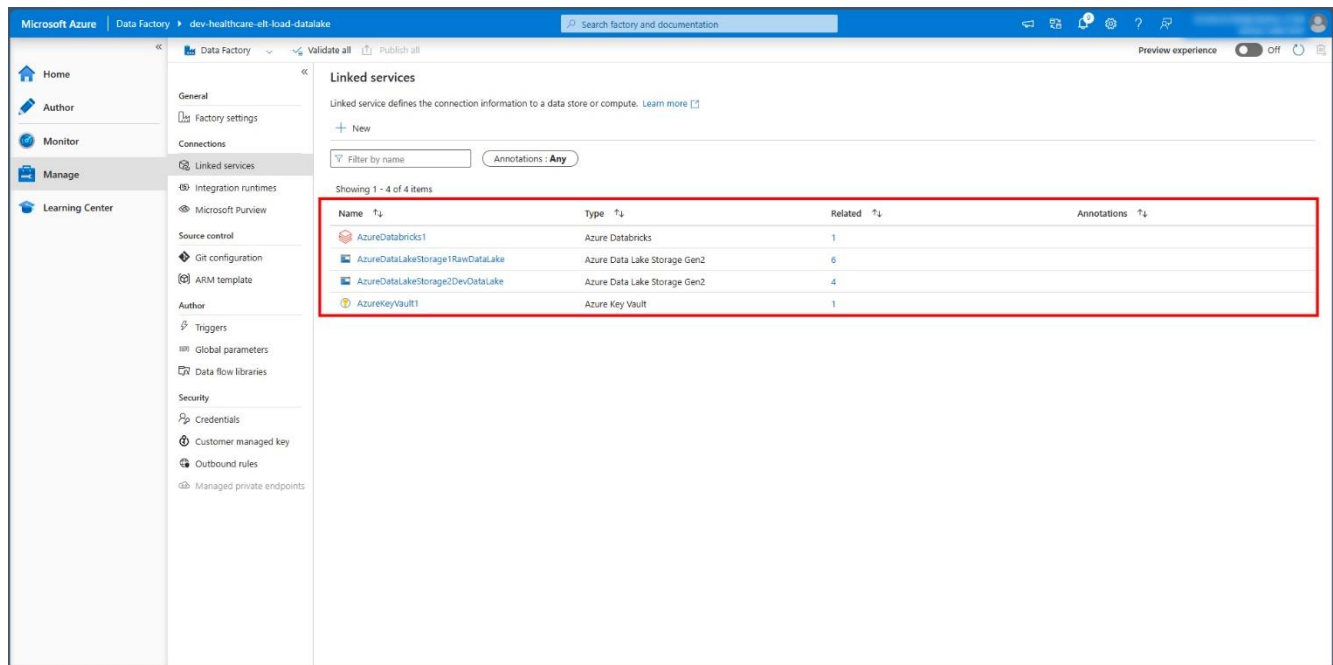 Microsoft Azure | Data Factory ▸ dev-healthcare-elt-load-datalake
Search factory and documentation
Data Factory
Validate all
Publish all
Preview experience
Off
Home
Author
Monitor
Manage
Learning Center
General
Factory settings
Connections
Linked services
Integration runtimes
Microsoft Purview
Source control
Git configuration
ARM template
Author
Triggers
Global parameters
Data flow libraries
Security
Credentials
Customer managed key
Outbound rules
Managed private endpoints
Linked services
Linked service defines the connection information to a data store or compute. Learn more
+ New
Filter by name
Annotations : Any
Showing 1 - 4 of 4 items
Name Type Related Annotations
AzureDatabricks1 Azure Databricks 1
AzureDataLakeStorage1RawDataLake Azure Data Lake Storage Gen2 6
AzureDataLakeStorage2DevDataLake Azure Data Lake Storage Gen2 4
AzureKeyVault1 Azure Key Vault 1